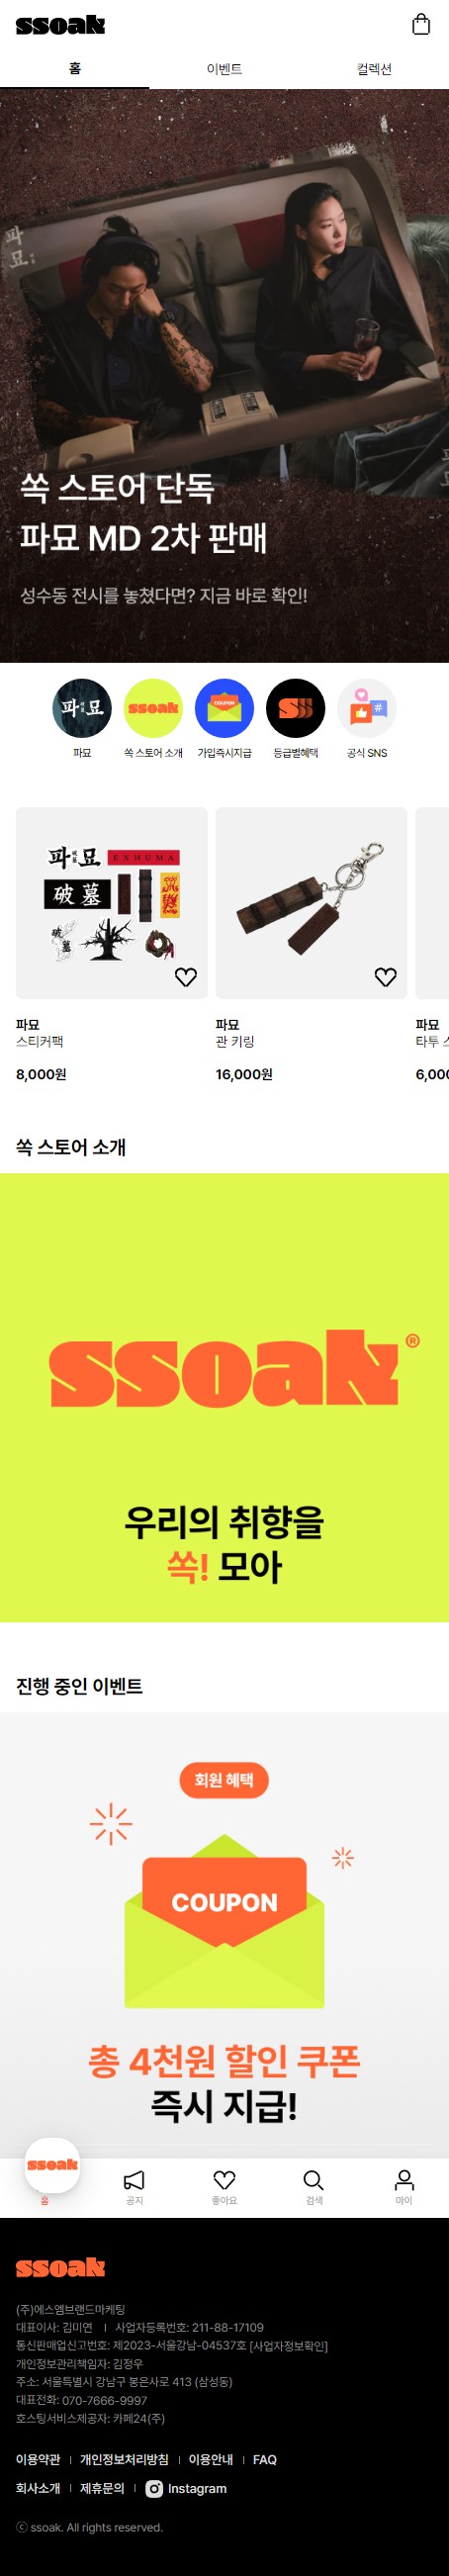 ssoak
홈 이벤트 컬렉션
쏙 스토어 단독
파묘 MD 2차 판매
성수동 전시를 놓쳤다면? 지금 바로 확인!
파묘
ssoak
COUPON
#
파묘 쏙 스토어 소개 가입즉시지급 등급별혜택 공식 SNS
파묘
EXHUMA
破墓
파묘 파묘 파묘
스티커팩 관 키링 타투 스
8,000원 16,000원 6,000
쏙 스토어 소개
ssoak®
우리의 취향을
쏙! 모아
진행 중인 이벤트
회원 혜택
COUPON
총 4천원 할인 쿠폰
즉시 지급!
ssoak
홈 공지 좋아요 검색 마이
ssoak
(주)에스엠브랜드마케팅
대표이사: 김미연 | 사업자등록번호: 211-88-17109
통신판매업신고번호: 제2023-서울강남-04537호 [사업자정보확인]
개인정보관리책임자: 김정우
주소: 서울특별시 강남구 봉은사로 413 (삼성동)
대표전화: 070-7666-9997
호스팅서비스제공자: 카페24(주)
이용약관 | 개인정보처리방침 | 이용안내 | FAQ
회사소개 | 제휴문의 | Instagram
ⓒ ssoak. All rights reserved.